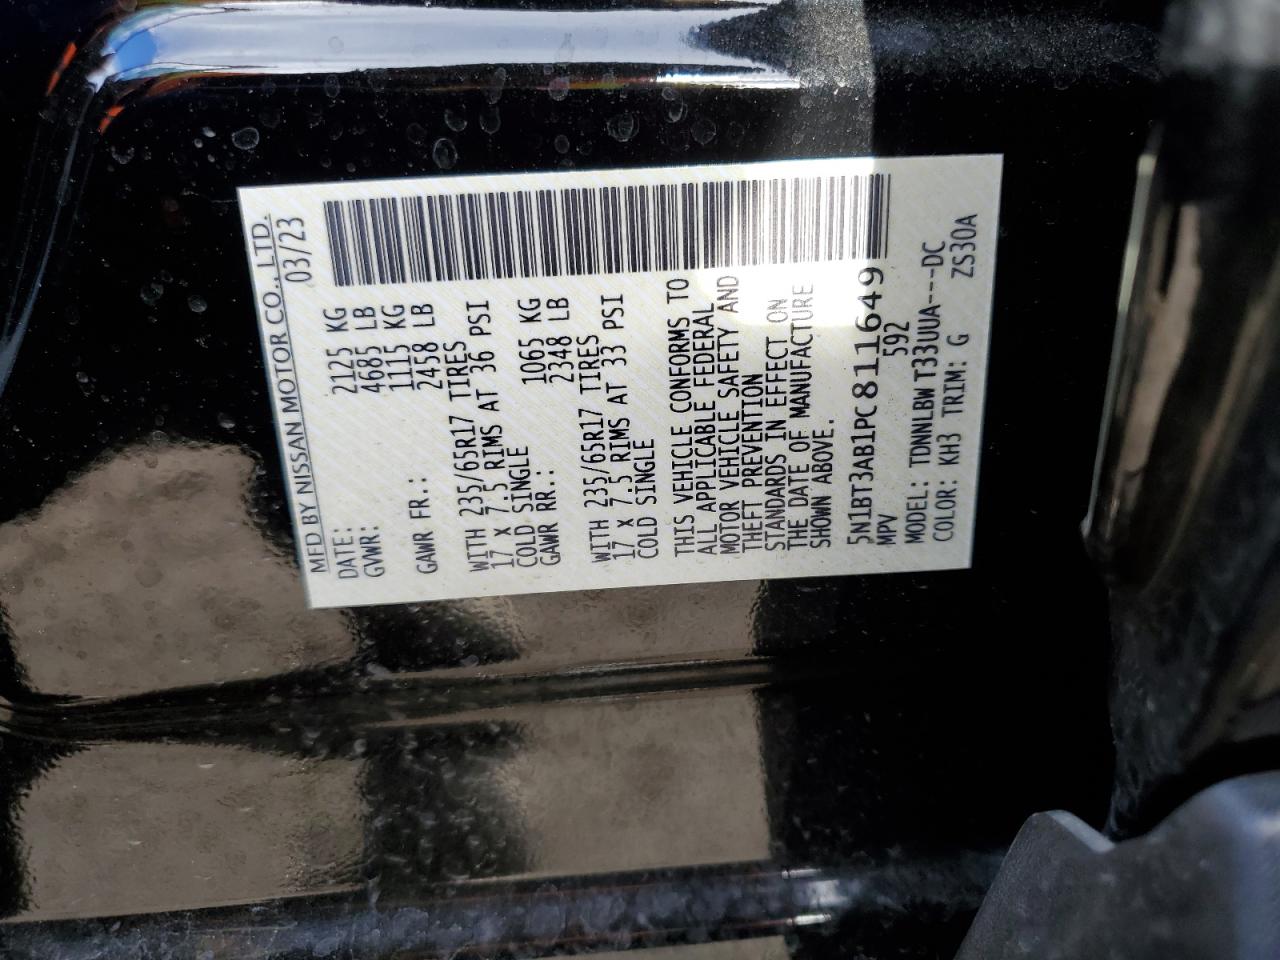 MFD BY NISSAN MOTOR CO., LTD.
DATE: 03/23
GVWR: 2125 KG
4685 LB
GAWR FR.: 1115 KG
2458 LB
WITH 235/65R17 TIRES
17 X 7.5 RIMS AT 36 PSI
COLD SINGLE
GAWR RR.: 1065 KG
2348 LB
WITH 235/65R17 TIRES
17 X 7.5 RIMS AT 33 PSI
COLD SINGLE
THIS VEHICLE CONFORMS TO
ALL APPLICABLE FEDERAL
MOTOR VEHICLE SAFETY AND
THEFT PREVENTION
STANDARDS IN EFFECT ON
THE DATE OF MANUFACTURE
SHOWN ABOVE.
5N1BT3AB1PC811649
MPV 592
MODEL: TDNNLBW T33UUA---DC
COLOR: KH3 TRIM: G ZS30A